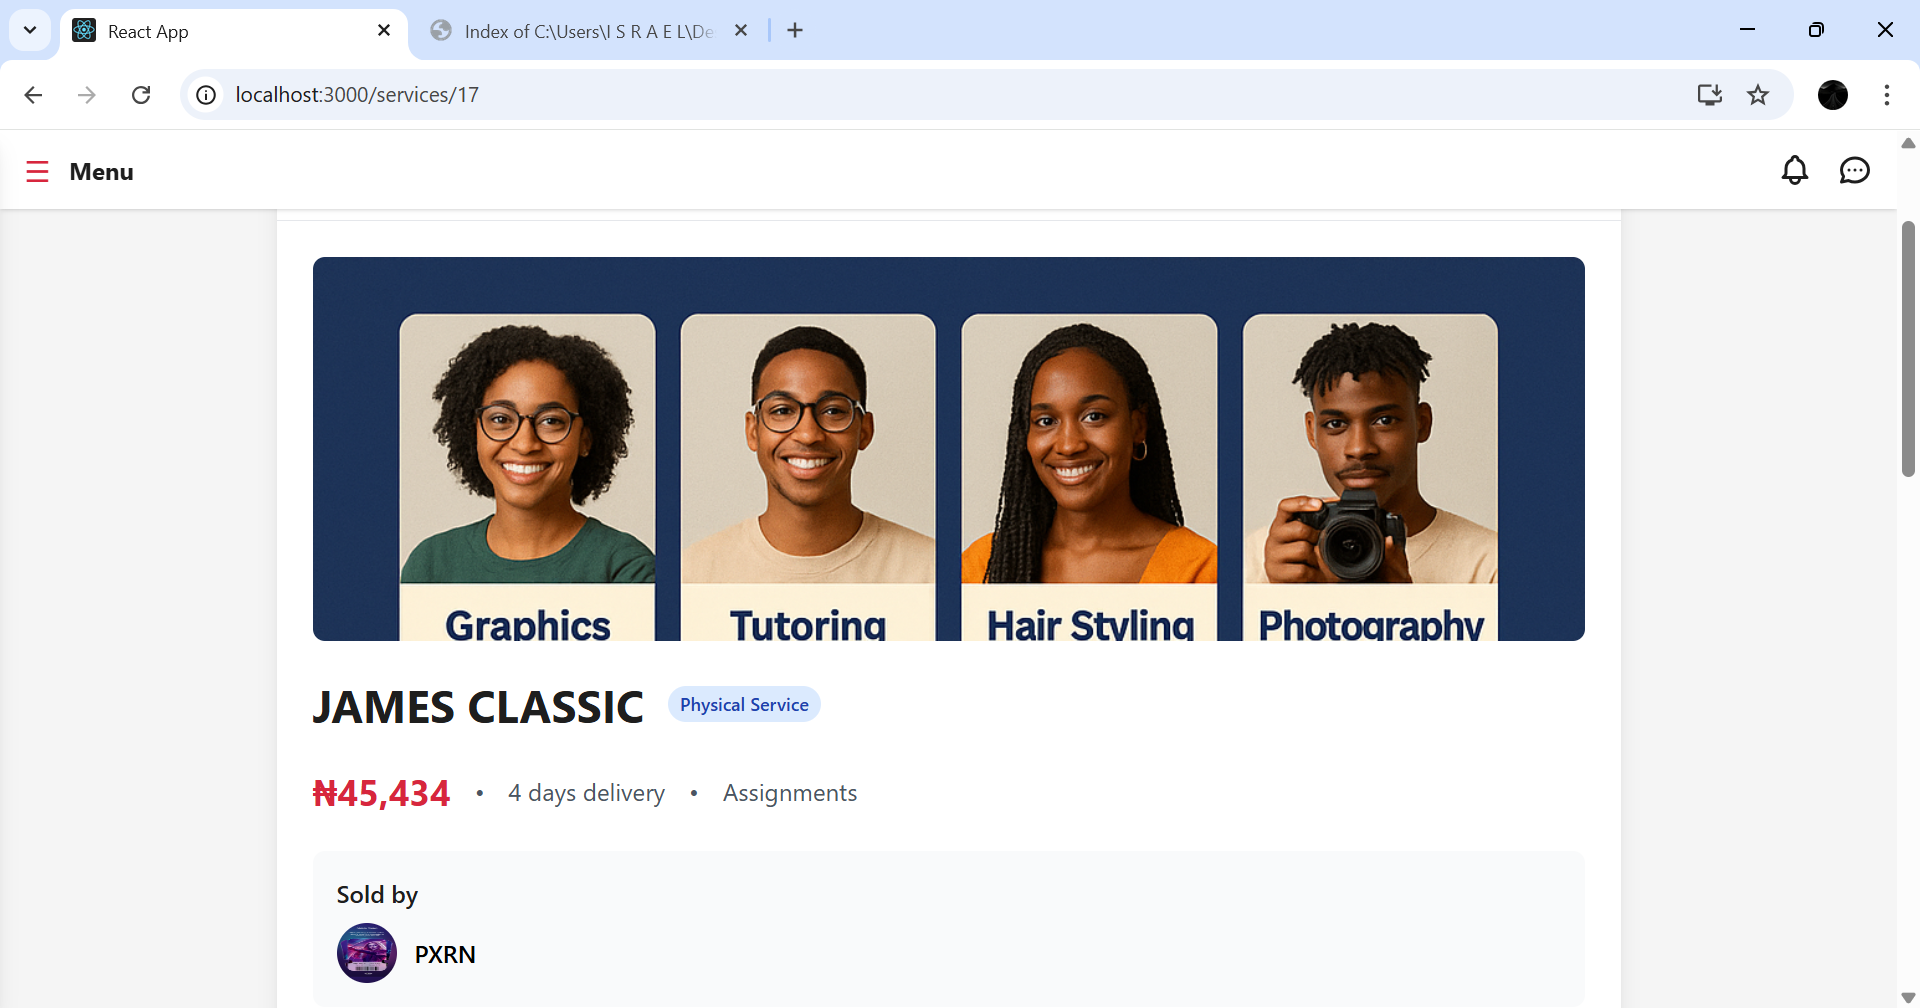 React App
Index of C:\Users\I S R A E L\De
localhost:3000/services/17
Menu
Graphics
Tutoring
Hair Styling
Photography
JAMES CLASSIC
Physical Service
₦45,434 • 4 days delivery • Assignments
Sold by
PXRN